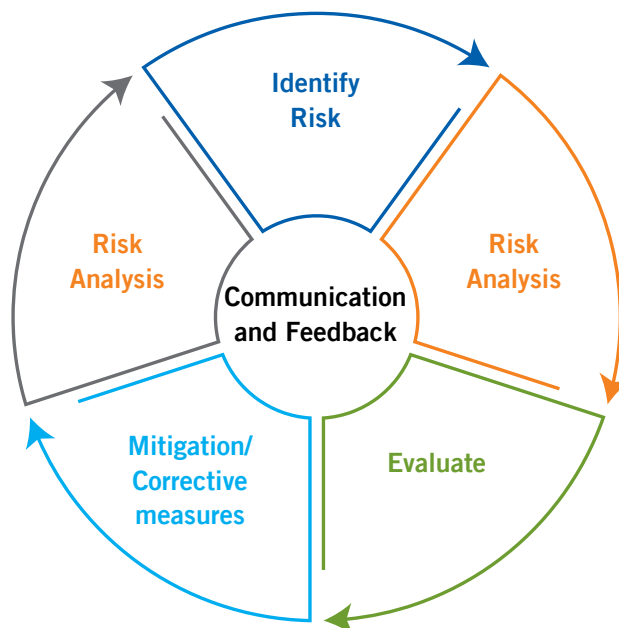 Identify
Risk
Risk
Analysis
Evaluate
Mitigation/
Corrective
measures
Risk
Analysis
Communication
and Feedback